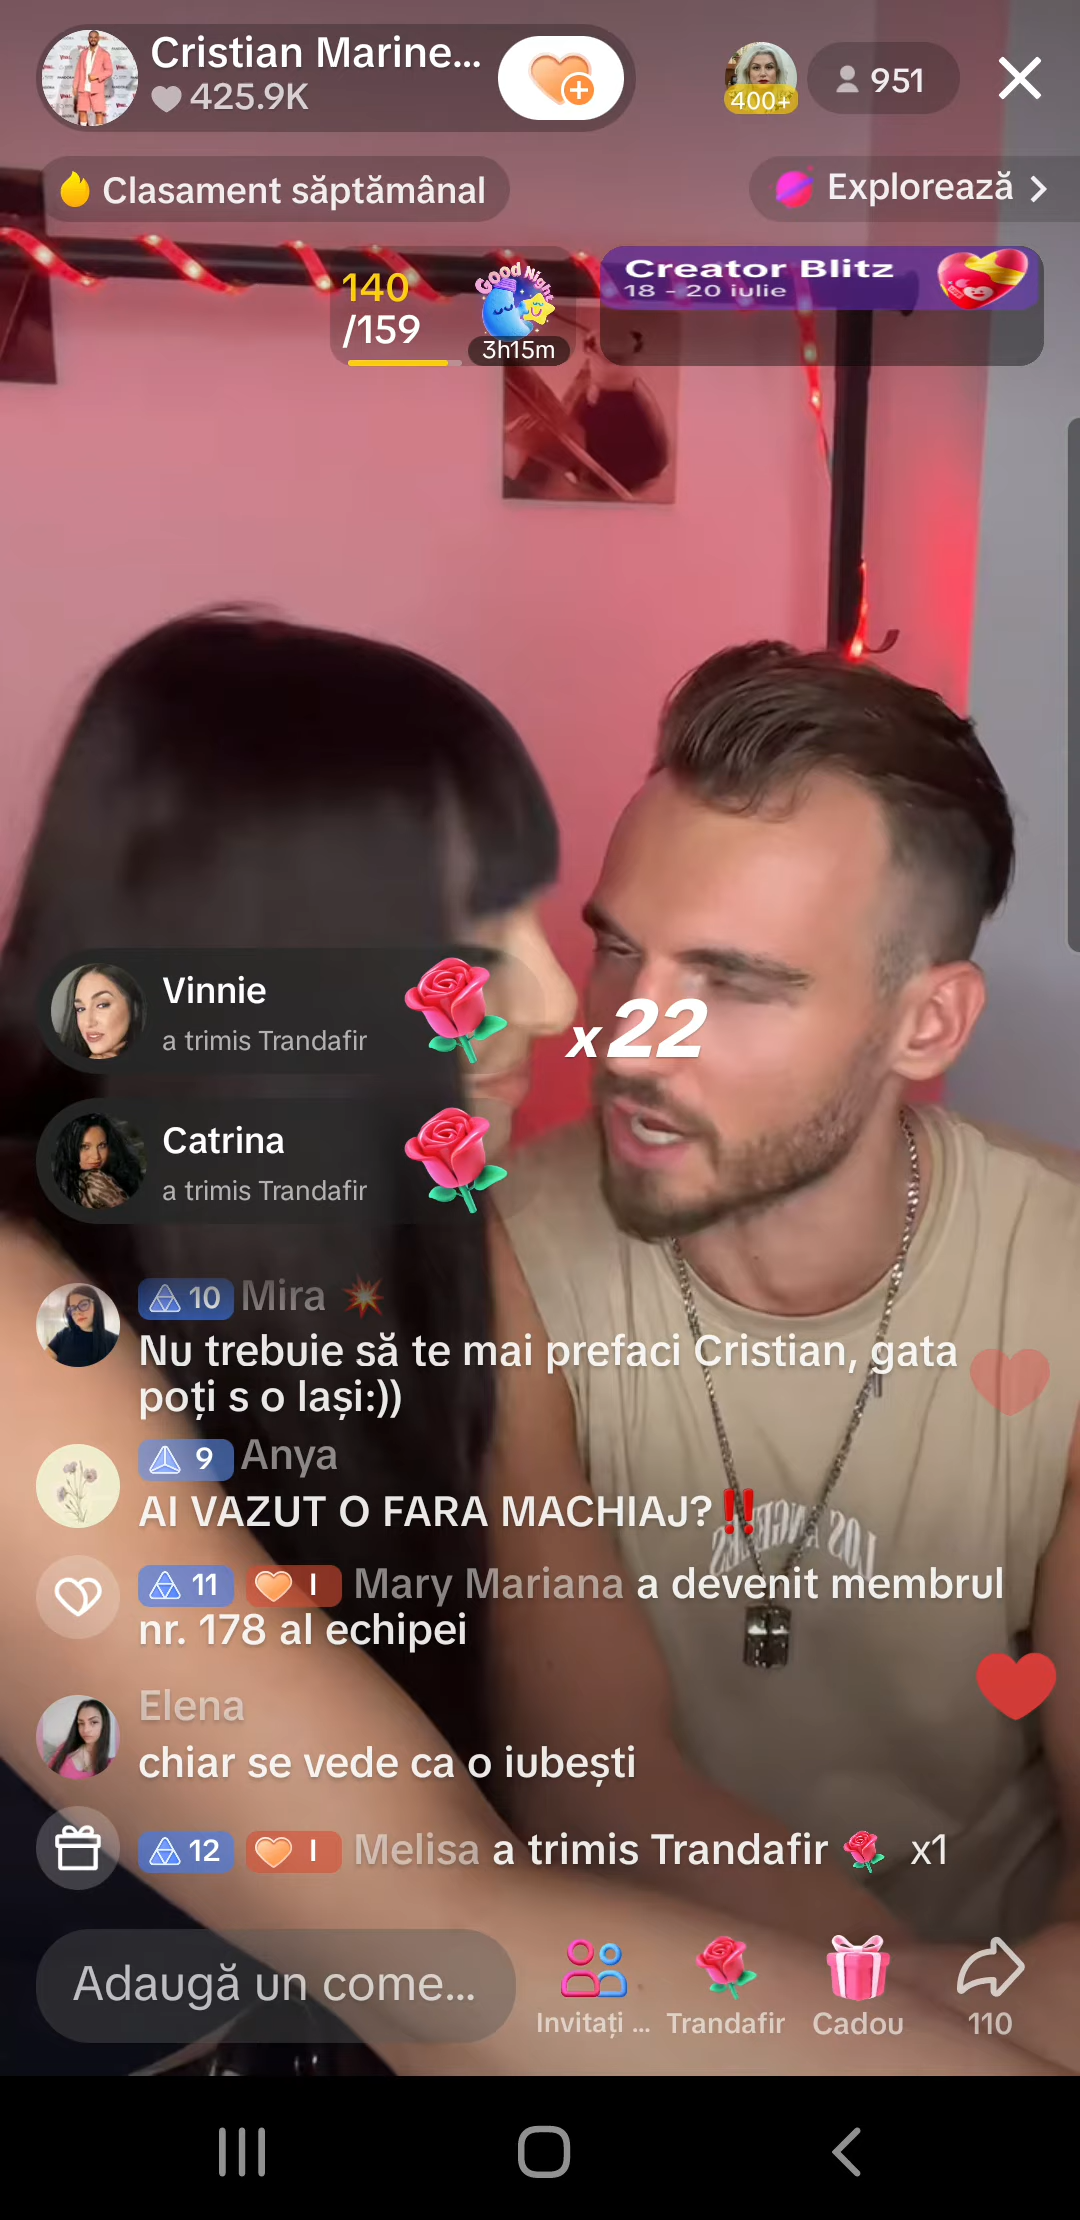 Cristian Marine...
425.9K
400+
951
Clasament săptămânal
Explorează
140
/159
Good Night
3h15m
Creator Blitz
18 - 20 iulie
Vinnie
a trimis Trandafir
x22
Catrina
a trimis Trandafir
10 Mira 💥
Nu trebuie să te mai prefaci Cristian, gata
poți s o lași:))
9 Anya
AI VAZUT O FARA MACHIAJ?‼️
LOS ANGELES
11 I Mary Mariana a devenit membrul
nr. 178 al echipei
Elena
chiar se vede ca o iubești
12 I Melisa a trimis Trandafir 🌹 x1
Adaugă un come...
Invitați ...
Trandafir
Cadou
110